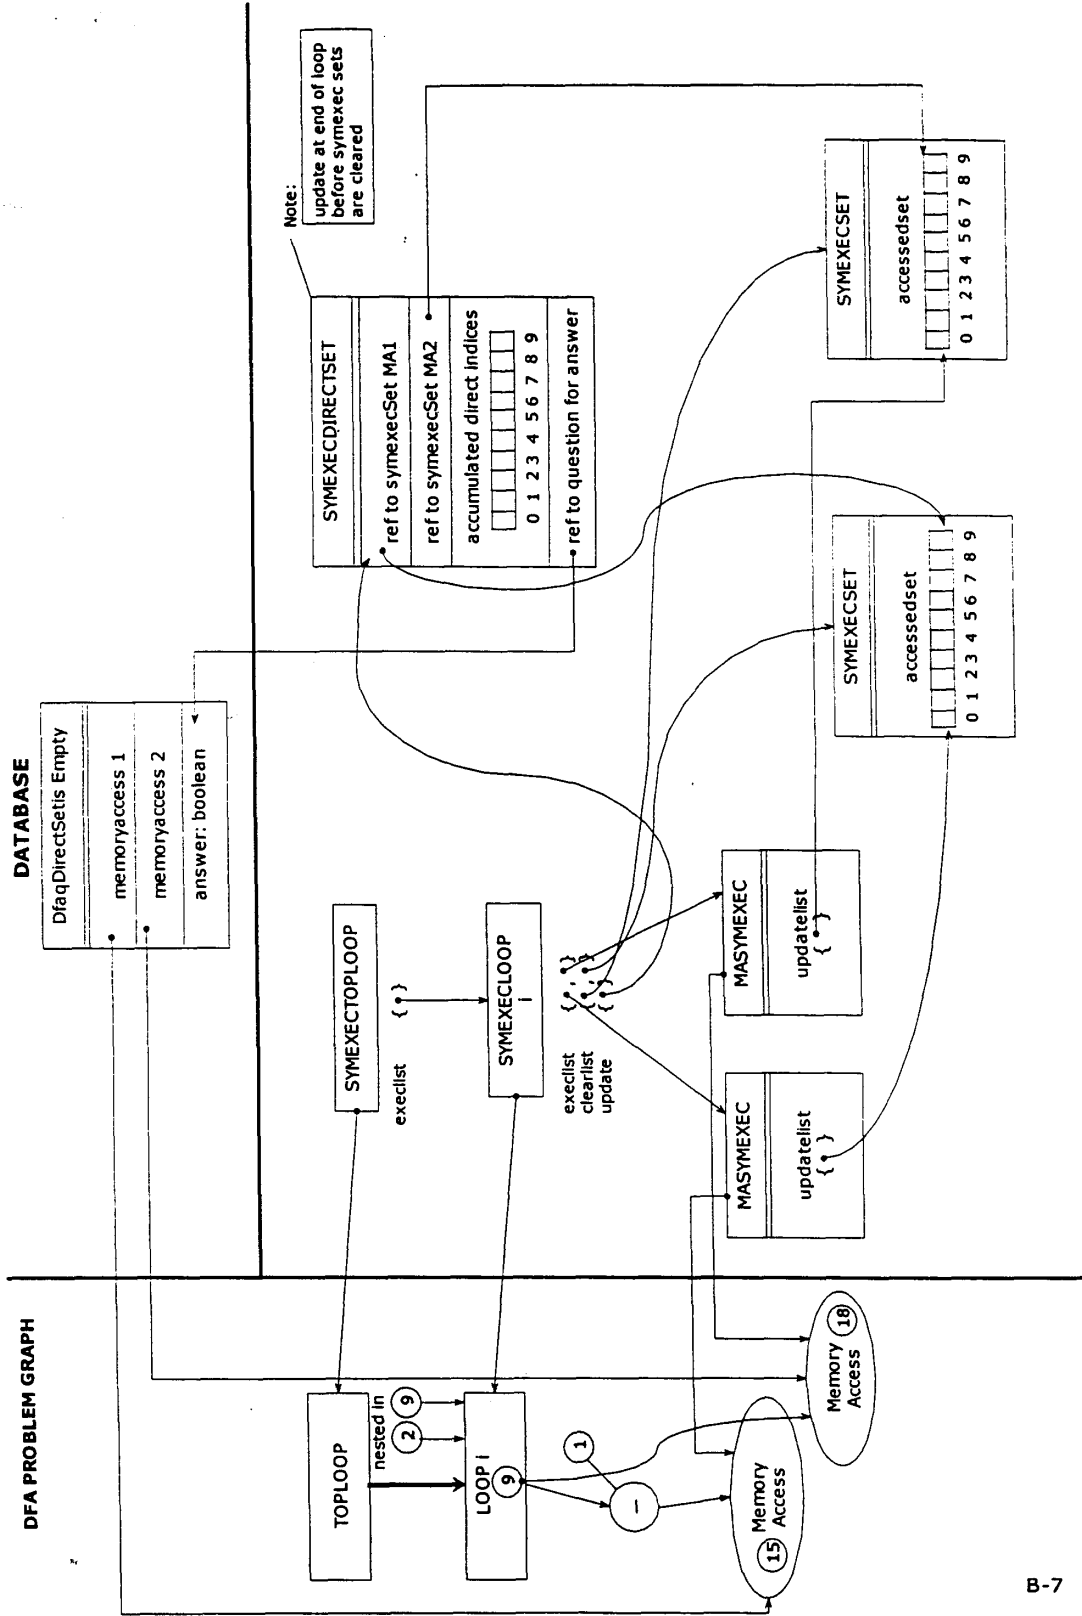 DFA PROBLEM GRAPH
DATABASE
DfaqDirectSetis Empty
memoryaccess 1
memoryaccess 2
answer: boolean
TOPLOOP
nested in
2
9
LOOP i
9
1
–
15
Memory
Access
Memory
Access
18
SYMEXECTOPLOOP
execlist
{ }
SYMEXECLOOP
i
execlist
clearlist
update
{ , }
{ , }
{ }
MASYMEXEC
updatelist
{ }
MASYMEXEC
updatelist
{ }
Note:
update at end of loop
before symexec sets
are cleared
SYMEXECDIRECTSET
ref to symexecSet MA1
ref to symexecSet MA2
accumulated direct indices
0 1 2 3 4 5 6 7 8 9
ref to question for answer
SYMEXECSET
accessedset
0 1 2 3 4 5 6 7 8 9
SYMEXECSET
accessedset
0 1 2 3 4 5 6 7 8 9
B-7